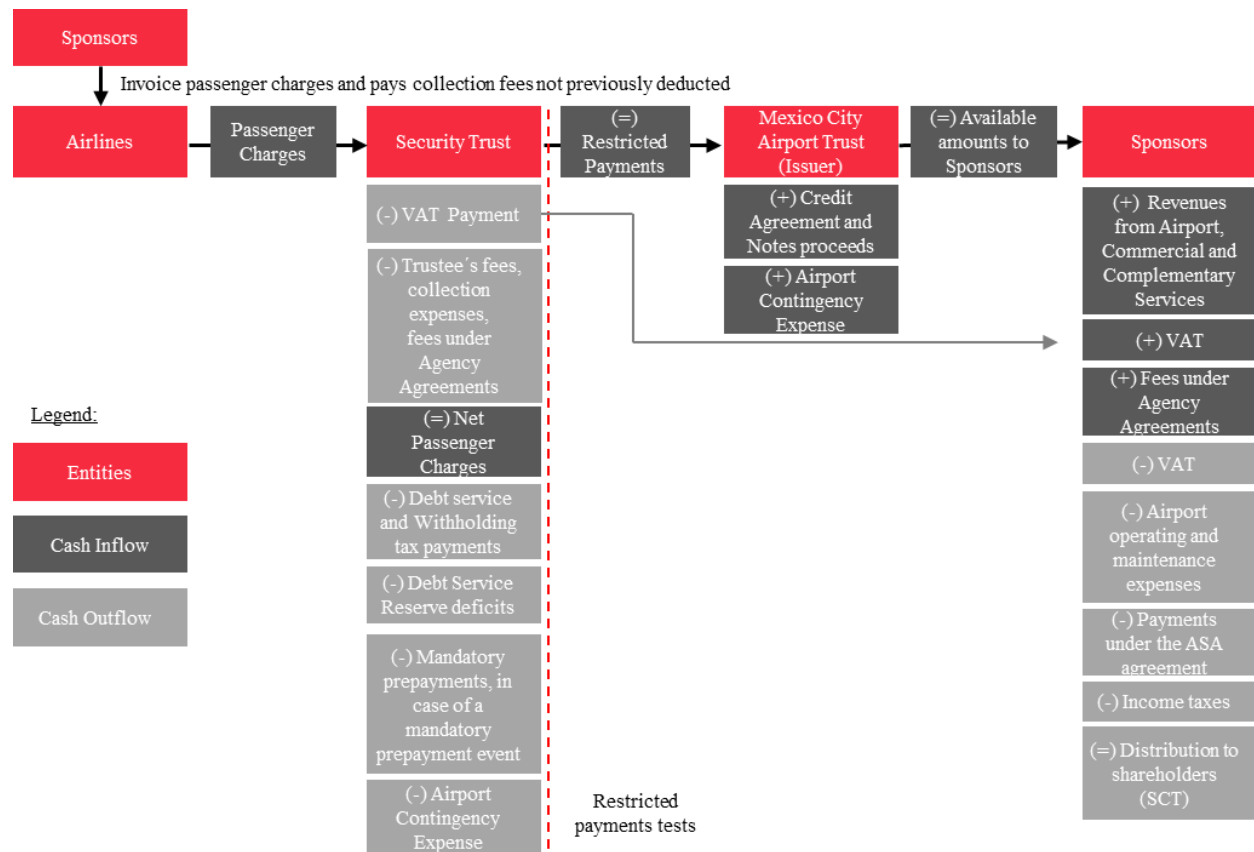 Sponsors
Invoice passenger charges and pays collection fees not previously deducted
Airlines
Passenger
Charges
Security Trust
(=)
Restricted
Payments
Mexico City
Airport Trust
(Issuer)
(=) Available
amounts to
Sponsors
Sponsors
(-) VAT Payment
(-) Trustee´s fees,
collection
expenses,
fees under
Agency
Agreements
(=) Net
Passenger
Charges
(-) Debt service
and Withholding
tax payments
(-) Debt Service
Reserve deficits
(-) Mandatory
prepayments, in
case of a
mandatory
prepayment event
(-) Airport
Contingency
Expense
Restricted
payments tests
(+) Credit
Agreement and
Notes proceeds
(+) Airport
Contingency
Expense
(+) Revenues
from Airport,
Commercial and
Complementary
Services
(+) VAT
(+) Fees under
Agency
Agreements
(-) VAT
(-) Airport
operating and
maintenance
expenses
(-) Payments
under the ASA
agreement
(-) Income taxes
(=) Distribution to
shareholders
(SCT)
Legend:
Entities
Cash Inflow
Cash Outflow